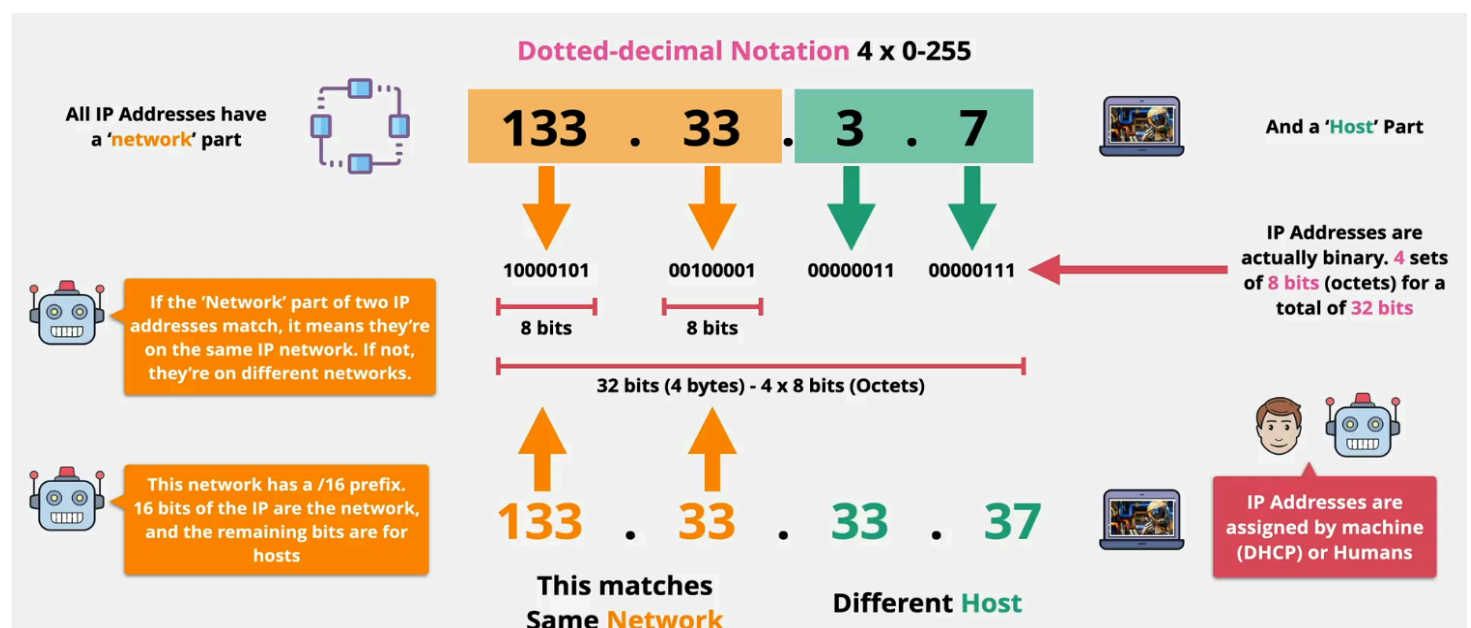 Dotted-decimal Notation 4 x 0-255
All IP Addresses have
a ‘network’ part
133 . 33 . 3 . 7
And a ‘Host’ Part
10000101 00100001 00000011 00000111
IP Addresses are
actually binary. 4 sets
of 8 bits (octets) for a
total of 32 bits
8 bits 8 bits
If the ‘Network’ part of two IP
addresses match, it means they’re
on the same IP network. If not,
they’re on different networks.
32 bits (4 bytes) - 4 x 8 bits (Octets)
This network has a /16 prefix.
16 bits of the IP are the network,
and the remaining bits are for
hosts
133 . 33 . 33 . 37
IP Addresses are
assigned by machine
(DHCP) or Humans
This matches
Same Network
Different Host